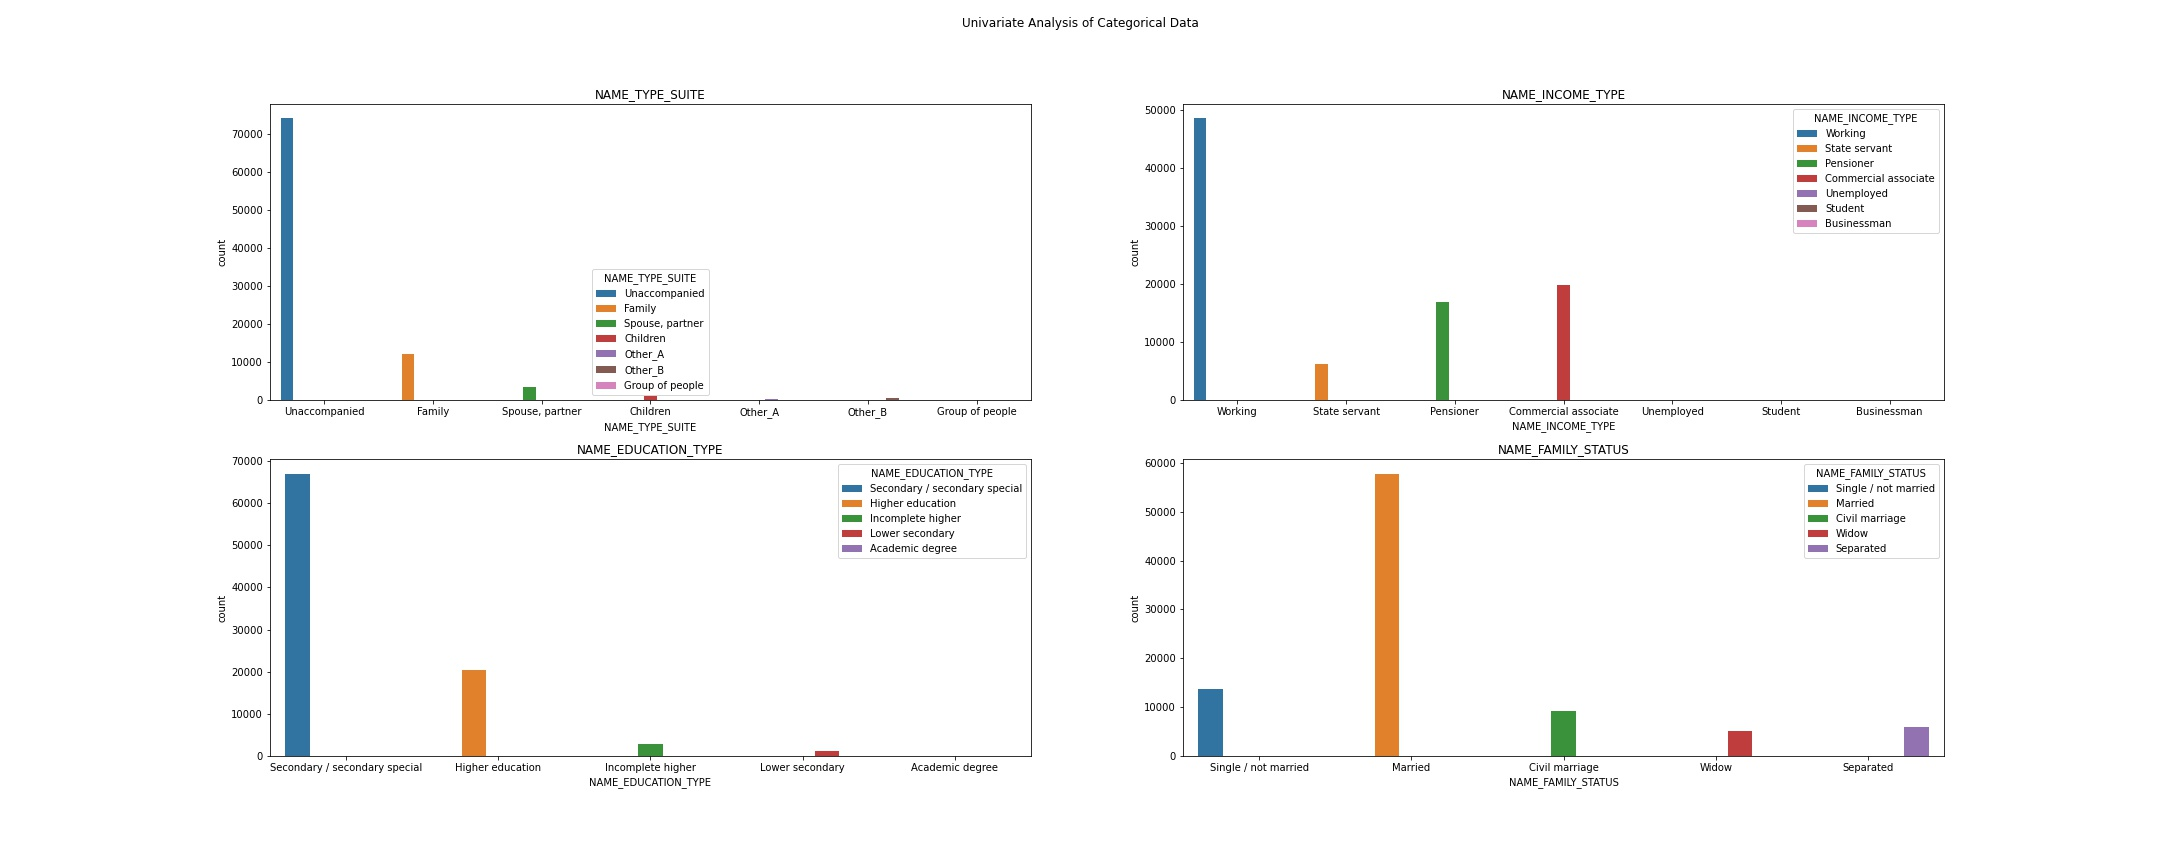 Univariate Analysis of Categorical Data
NAME_TYPE_SUITE
70000
60000
50000
40000
30000
20000
10000
0
count
NAME_TYPE_SUITE
Unaccompanied
Family
Spouse, partner
Children
Other_A
Other_B
Group of people
Unaccompanied Family Spouse, partner Children Other_A Other_B Group of people
NAME_TYPE_SUITE
NAME_INCOME_TYPE
50000
40000
30000
20000
10000
0
count
NAME_INCOME_TYPE
Working
State servant
Pensioner
Commercial associate
Unemployed
Student
Businessman
Working State servant Pensioner Commercial associate Unemployed Student Businessman
NAME_INCOME_TYPE
NAME_EDUCATION_TYPE
70000
60000
50000
40000
30000
20000
10000
0
count
NAME_EDUCATION_TYPE
Secondary / secondary special
Higher education
Incomplete higher
Lower secondary
Academic degree
Secondary / secondary special Higher education Incomplete higher Lower secondary Academic degree
NAME_EDUCATION_TYPE
NAME_FAMILY_STATUS
60000
50000
40000
30000
20000
10000
0
count
NAME_FAMILY_STATUS
Single / not married
Married
Civil marriage
Widow
Separated
Single / not married Married Civil marriage Widow Separated
NAME_FAMILY_STATUS